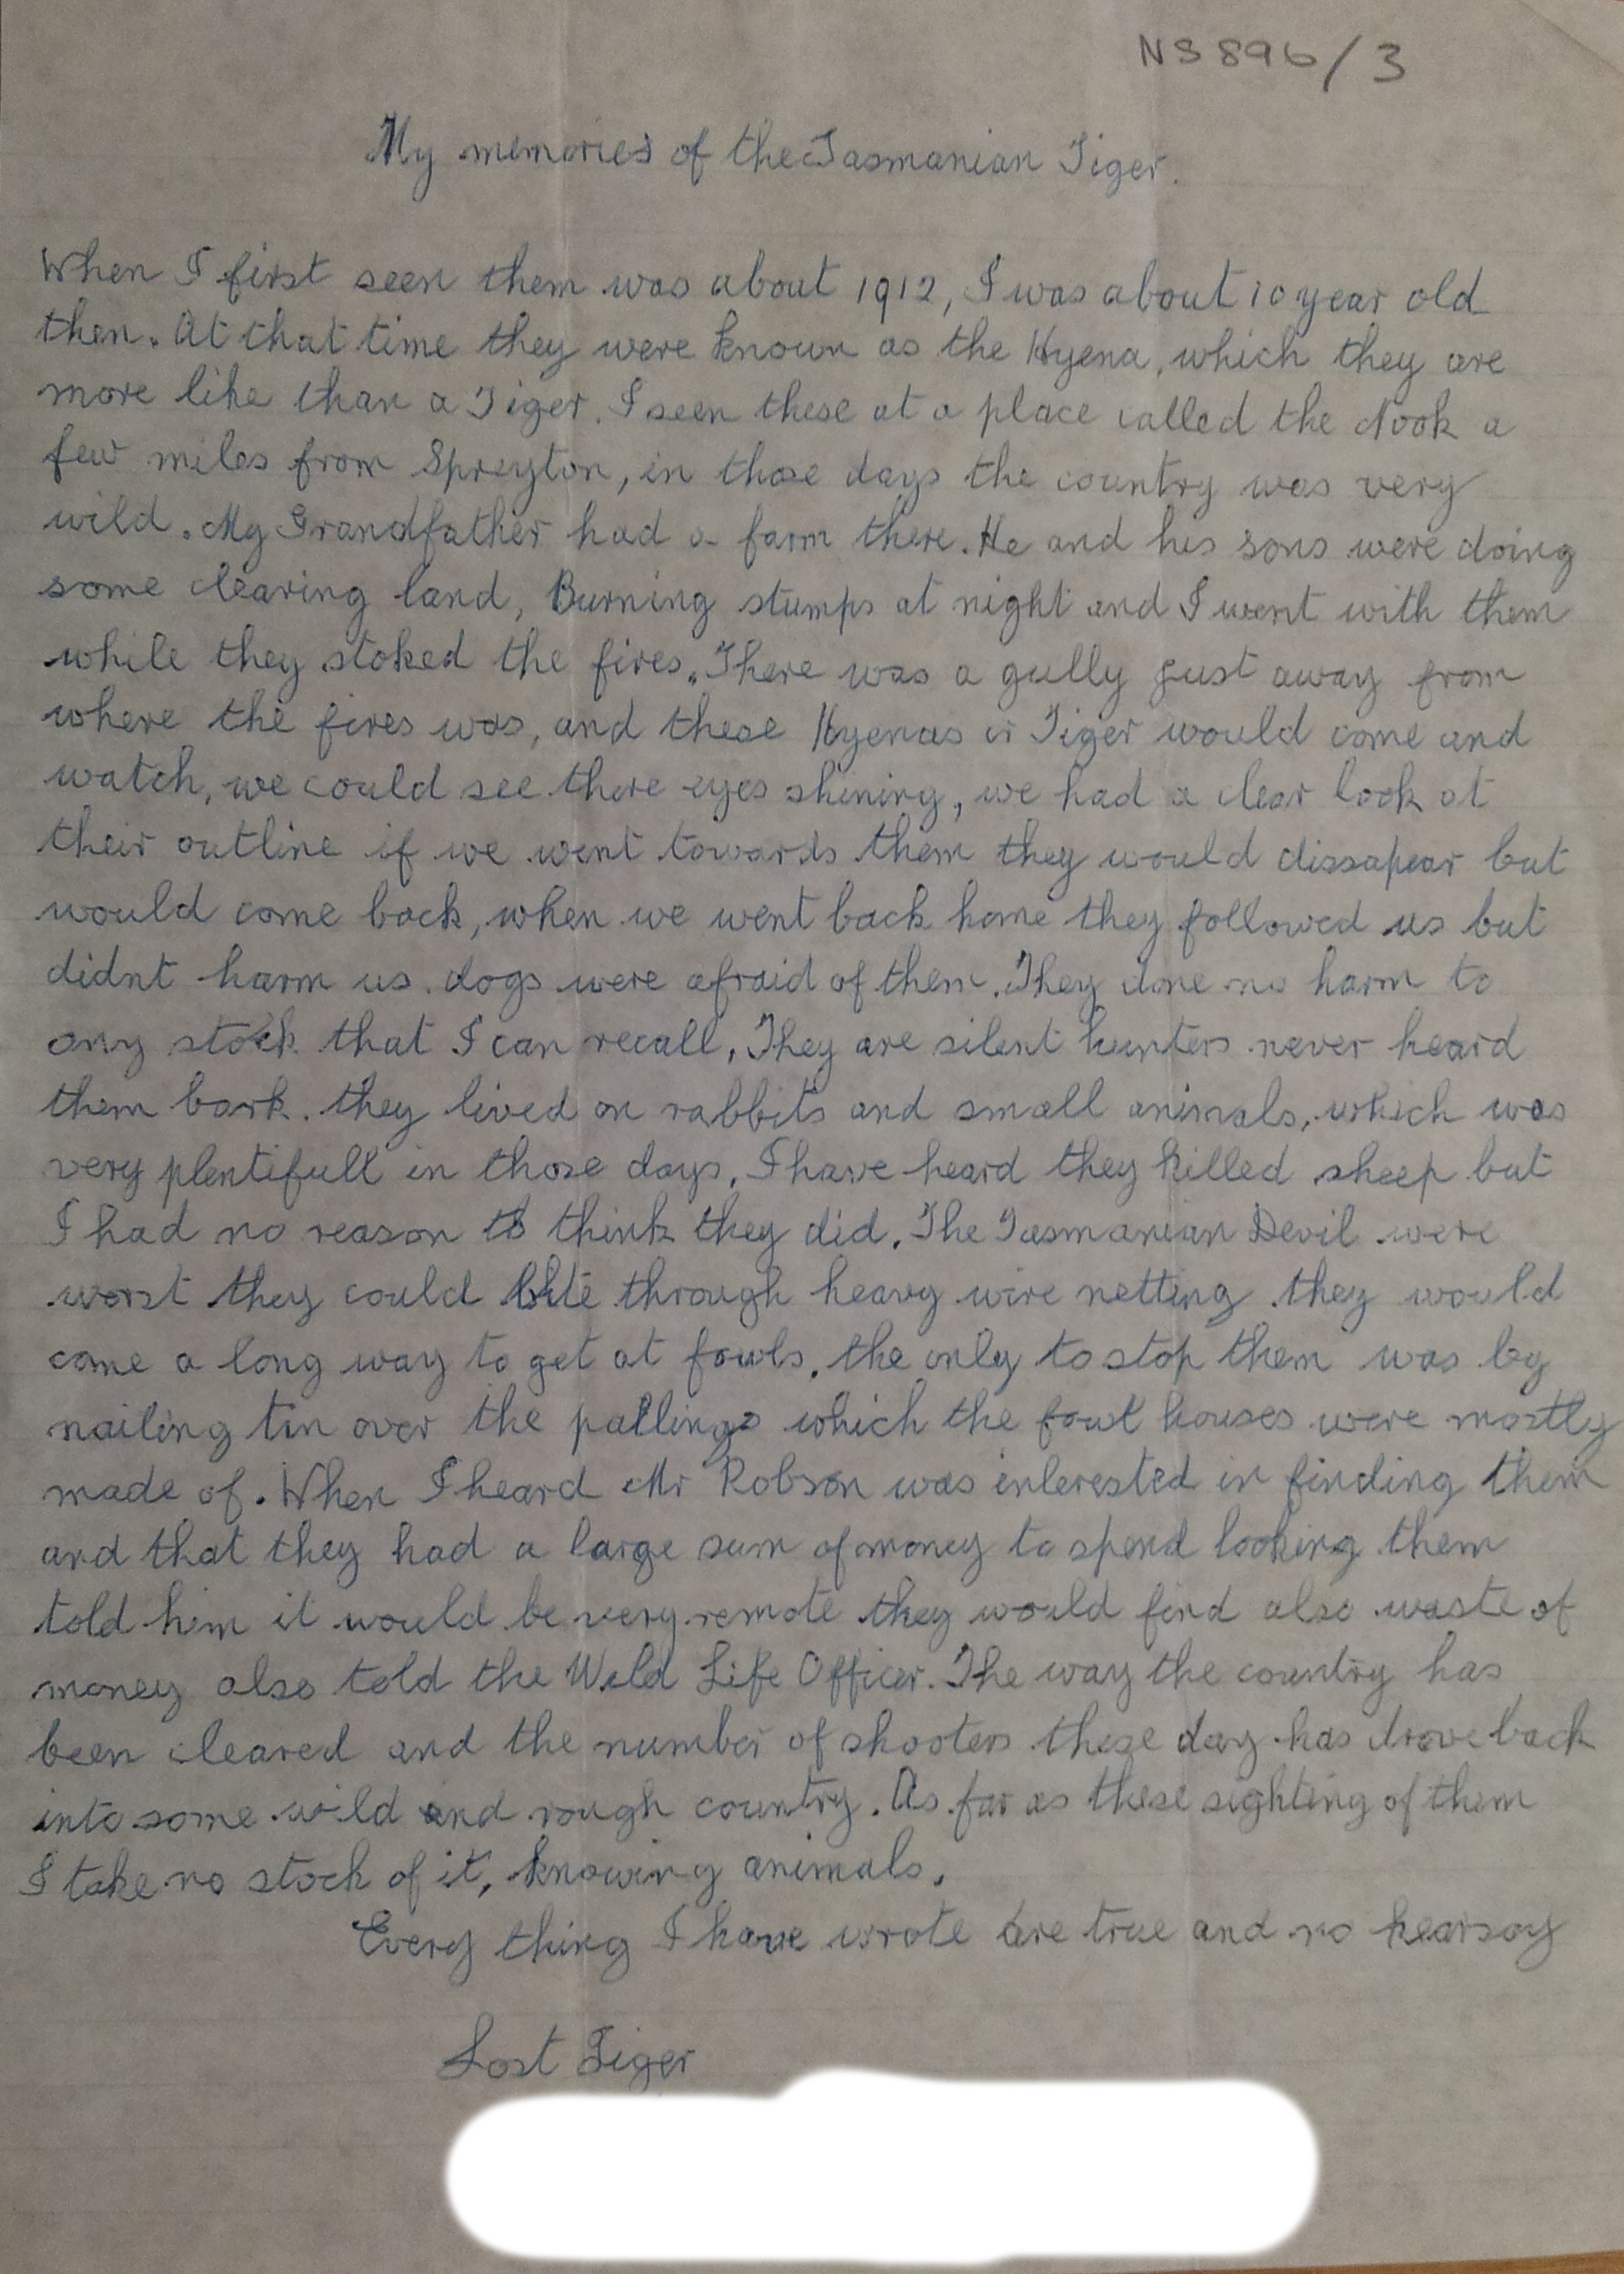 NS896/3
My memories of the Tasmanian Tiger.
When I first seen them was about 1912, I was about 10 year old
then. At that time they were known as the Hyena, which they are
more like than a Tiger. I seen these at a place called the Nook a
few miles from Spreyton, in those days the country was very
wild. My Grandfather had a farm there. He and his sons were doing
some clearing land, Burning stumps at night and I went with them
while they stoked the fires. There was a gully just away from
where the fires was, and these Hyenas or Tiger would come and
watch, we could see there eyes shining, we had a clear look at
their outline if we went towards them they would dissapear but
would come back, when we went back home they followed us but
didnt harm us. dogs were afraid of them. They done no harm to
any stock that I can recall. They are silent hunters never heard
them bark. they lived on rabbits and small animals, which was
very plentifull in those days. I have heard they killed sheep but
I had no reason to think they did. The Tasmanian Devil were
worst they could bite through heavy wire netting they would
come a long way to get at fowls. the only to stop them was by
nailing tin over the pallings which the fowl houses were mostly
made of. When I heard Mr Robson was interested in finding them
and that they had a large sum of money to spend looking them
told him it would be very remote they would find also waste of
money also told the Wild Life Officer. The way the country has
been cleared and the number of shooters these day has drove back
into some wild and rough country. As far as these sighting of them
I take no stock of it, knowing animals.
Every thing I have wrote are true and no hearsay
Lost Tiger